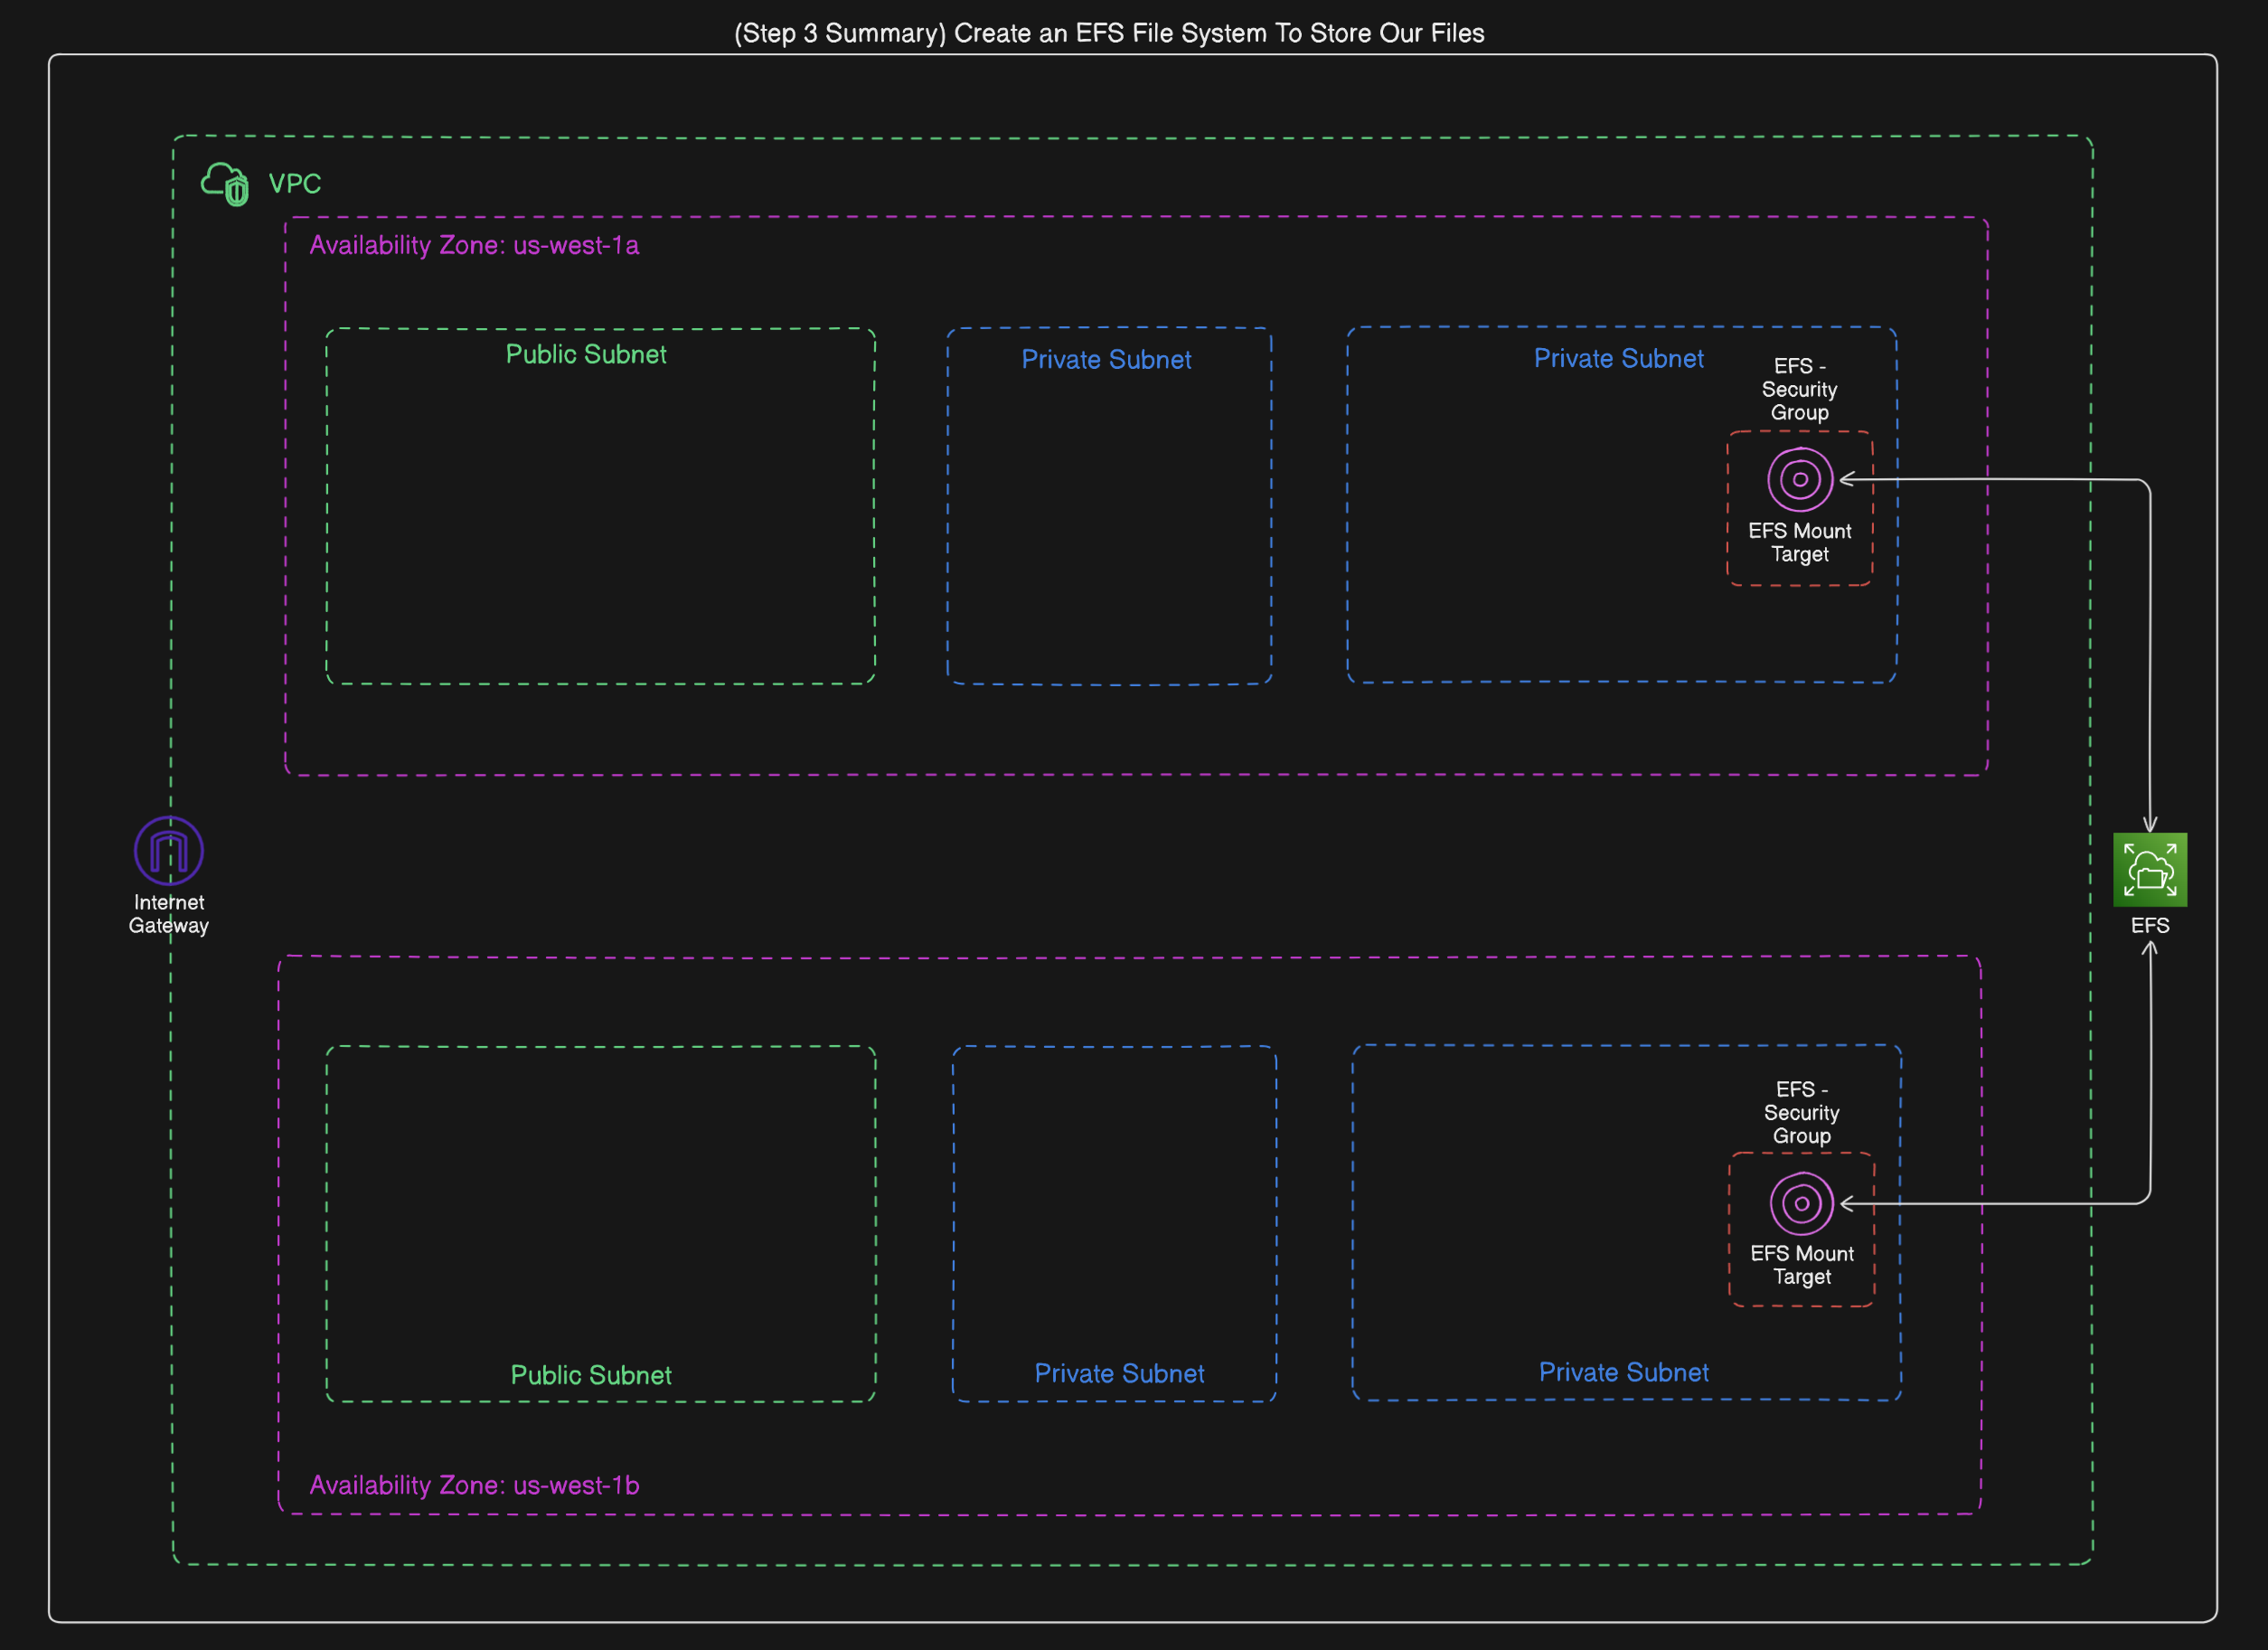 (Step 3 Summary) Create an EFS File System To Store Our Files
VPC
Availability Zone: us-west-1a
Public Subnet
Private Subnet
Private Subnet
EFS -
Security
Group
EFS Mount
Target
Internet
Gateway
EFS
EFS -
Security
Group
EFS Mount
Target
Public Subnet
Private Subnet
Private Subnet
Availability Zone: us-west-1b